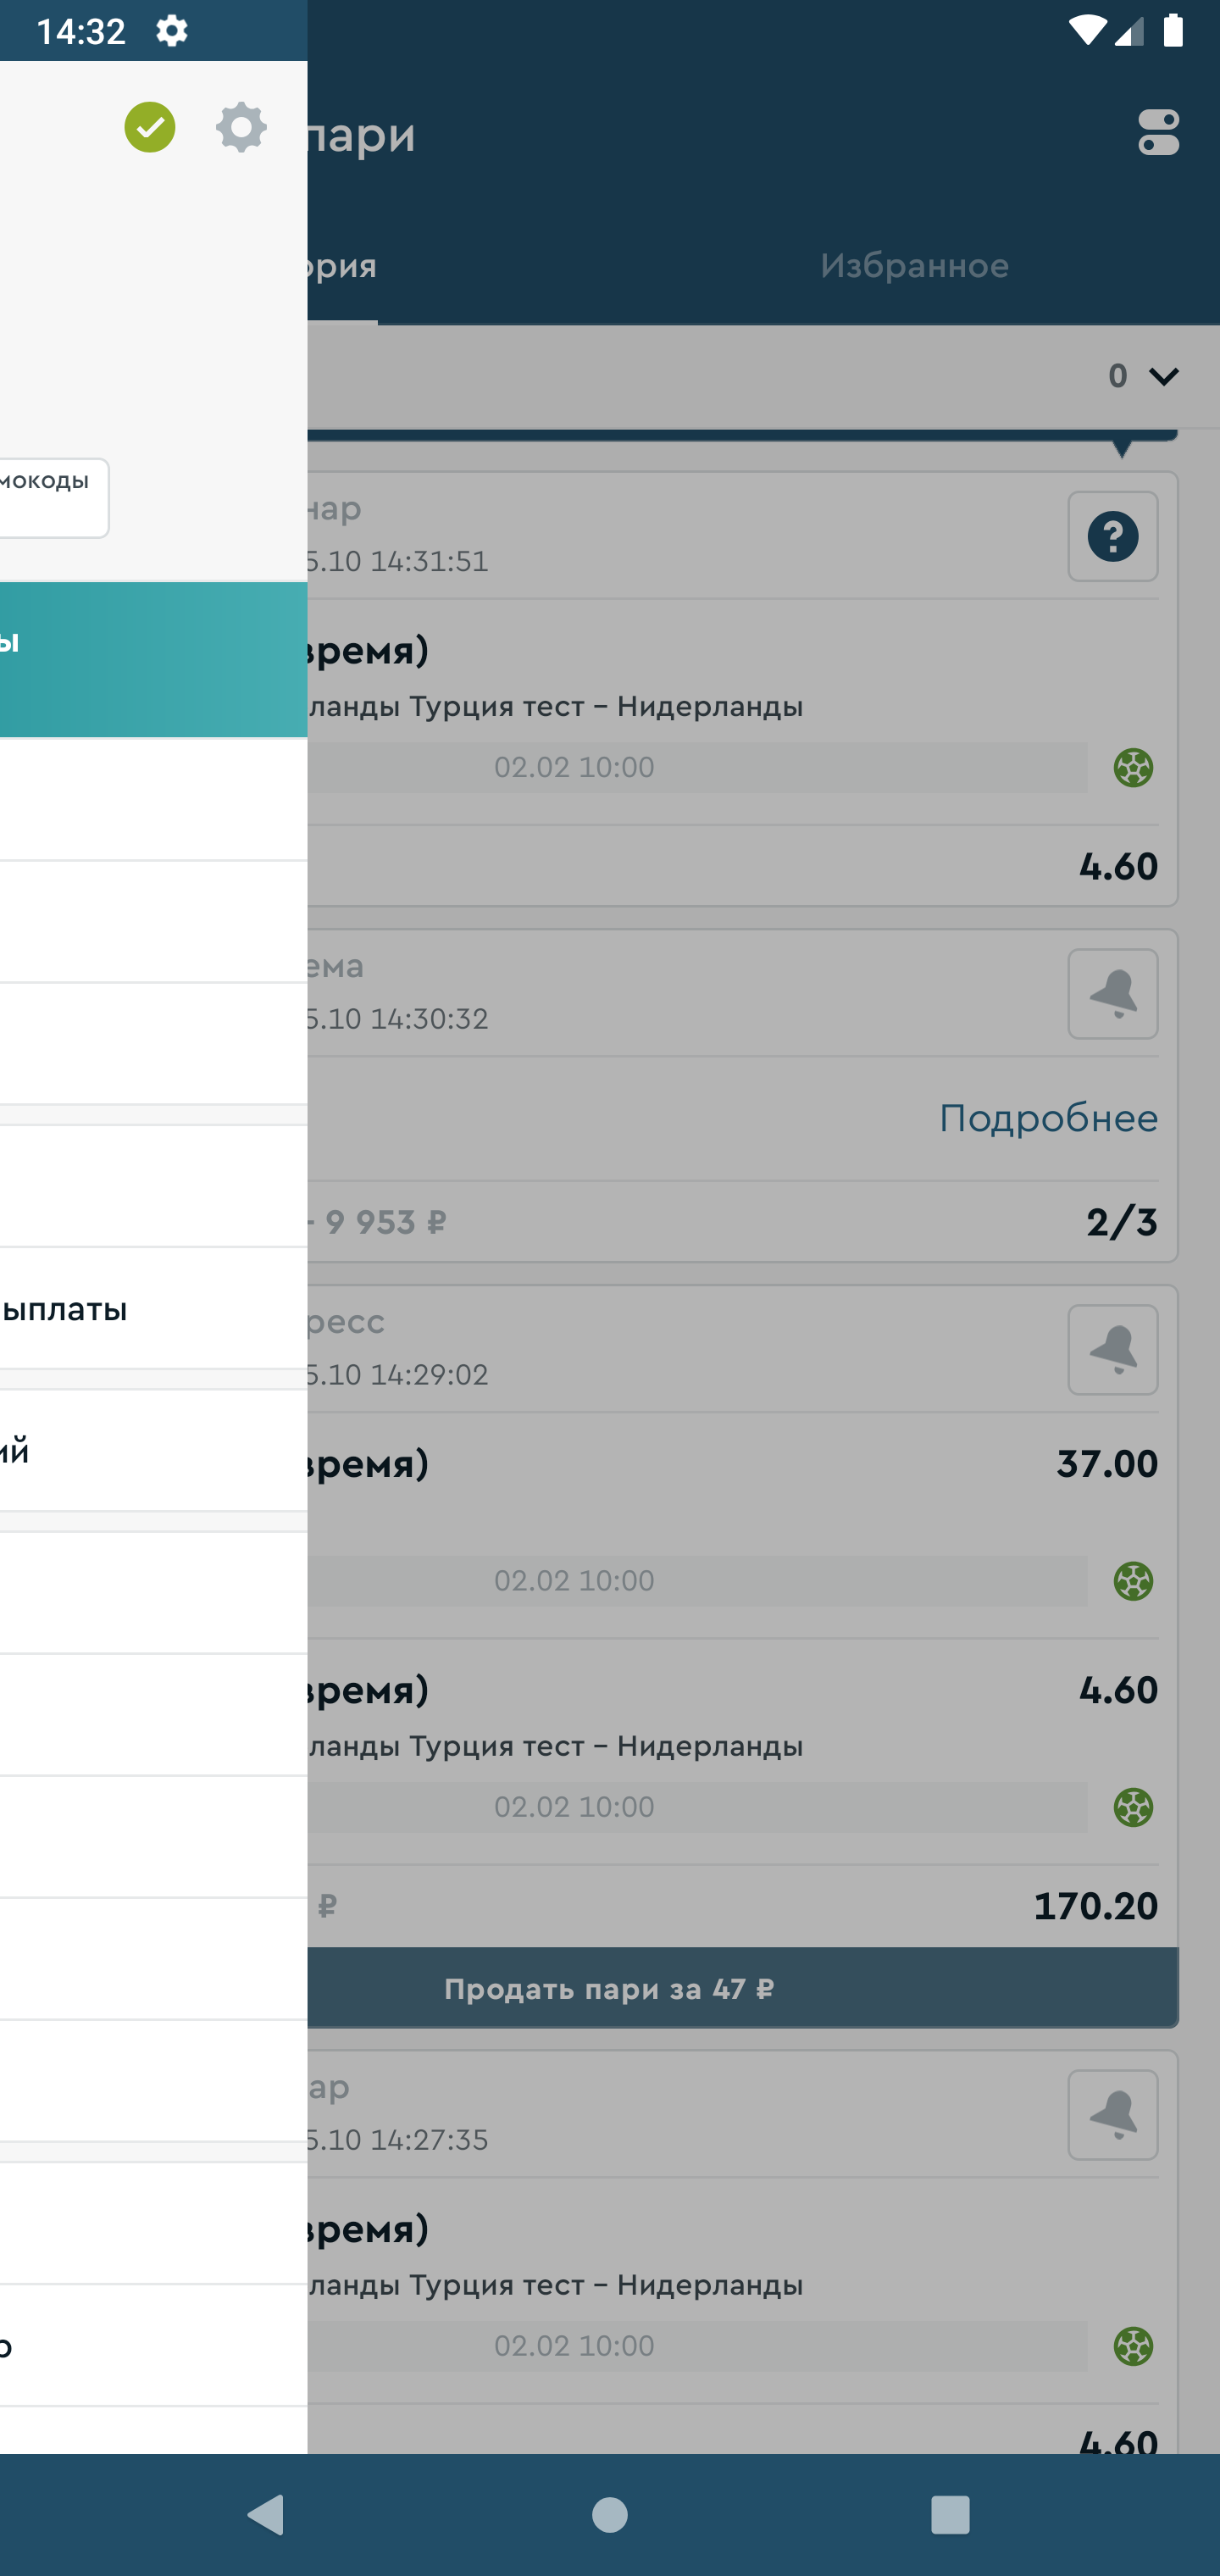 14:32
пари
ория
Избранное
0
мокоды
нар
5.10 14:31:51
ы
время)
ланды Турция тест – Нидерланды
02.02 10:00
4.60
ема
5.10 14:30:32
Подробнее
- 9 953 ₽
2/3
ыплаты
ресс
5.10 14:29:02
ий
время)
37.00
02.02 10:00
время)
4.60
ланды Турция тест – Нидерланды
02.02 10:00
₽
170.20
Продать пари за 47 ₽
ар
5.10 14:27:35
время)
ланды Турция тест – Нидерланды
02.02 10:00
р
4.60